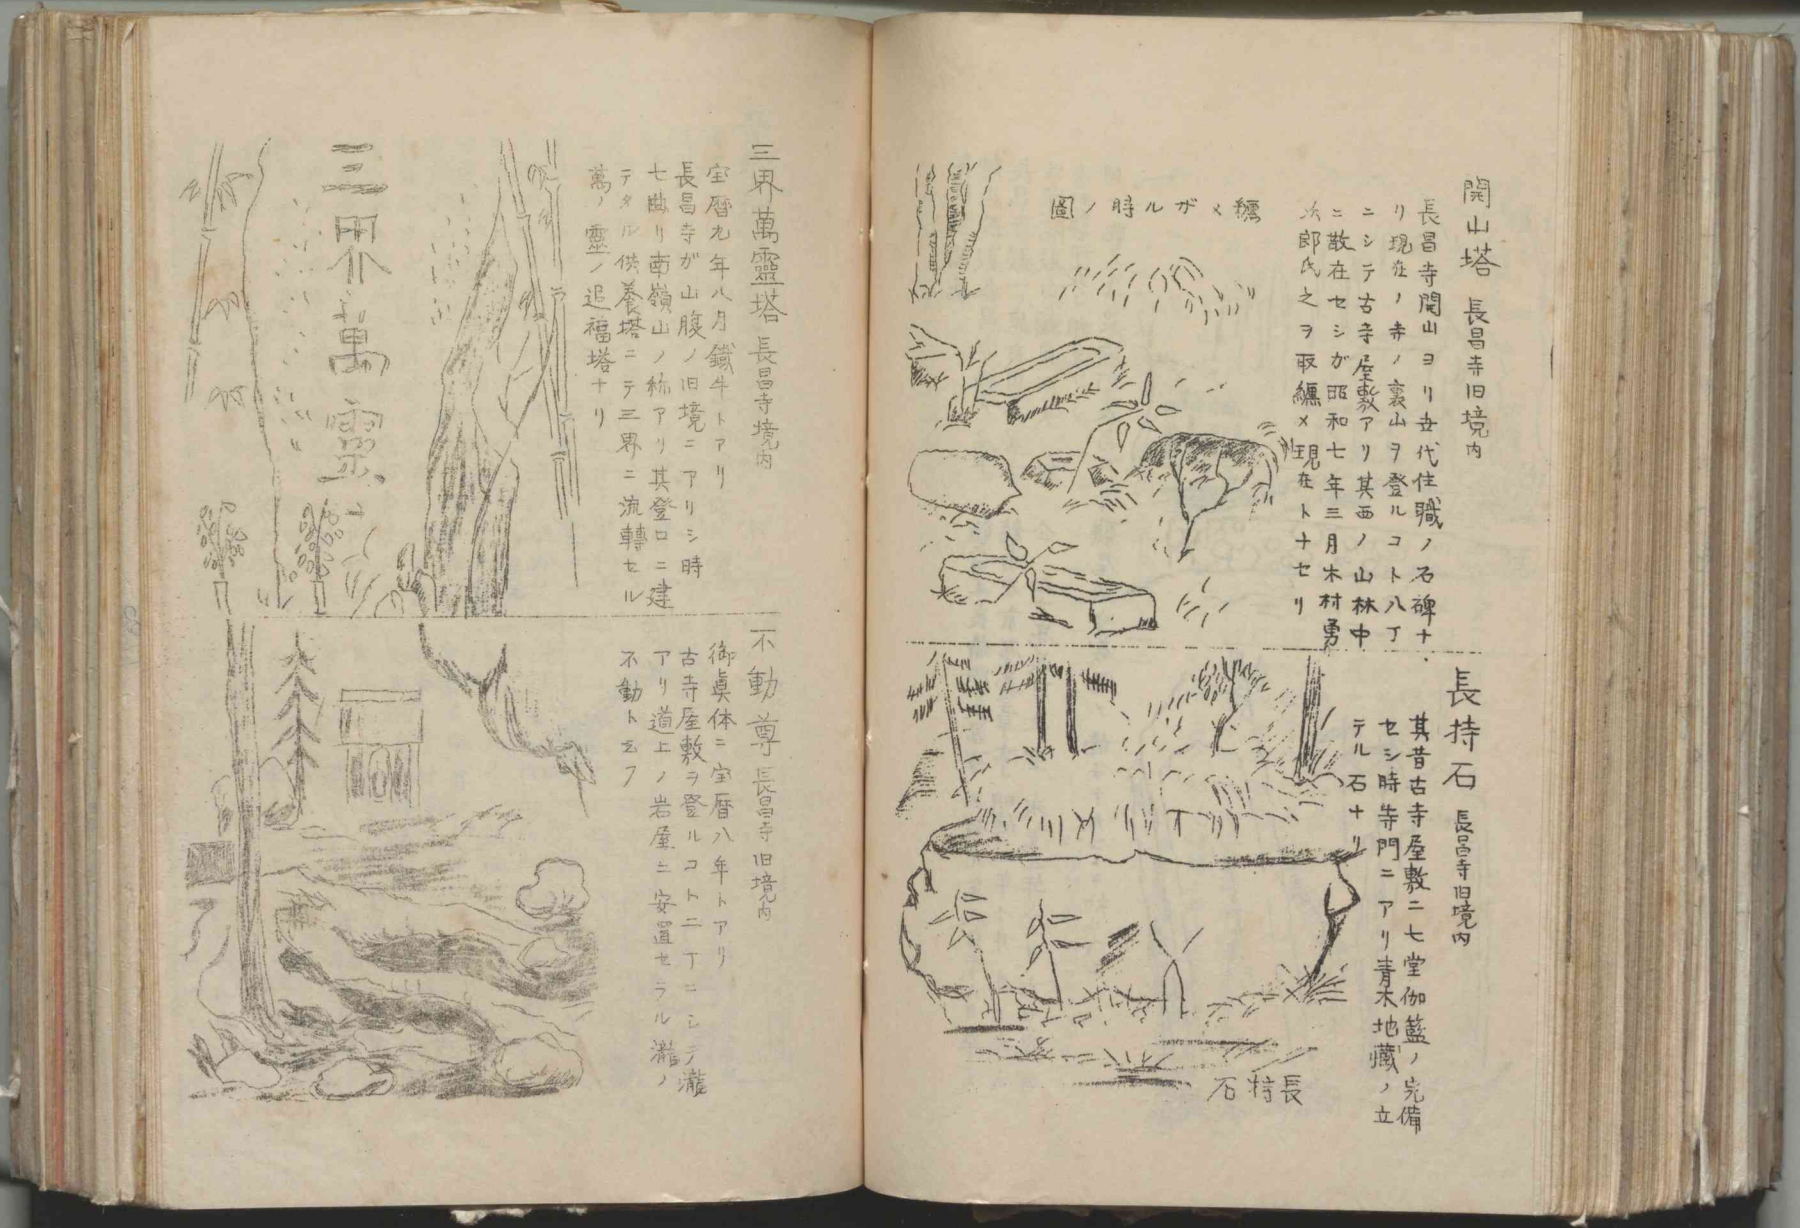 開山塔 長昌寺旧境内
長昌寺開山ヨリ五代住職ノ石碑ナ
リ現在ノ寺ノ裏山ヲ登ルコト八丁
ニシテ古寺屋敷アリ其西ノ山林中
ニ散在セシガ昭和七年三月木村勇
次郎氏之ヲ取纒メ現在トナセリ
纒メガル時ノ圖
長持石 長昌寺旧境内
其昔古寺屋敷ニ七堂伽藍ノ完備
セシ時寺門ニアリ青木地藏ノ立
テル石ナリ
長持石
三界萬靈塔 長昌寺境内
宝暦九年八月鐵牛トアリ
長昌寺が山腹ノ旧境ニアリシ時
七曲リ南嶺山ノ称アリ其登口ニ建
テタル供養塔ニテ三界ニ流轉セル
萬ノ靈ノ追福塔ナリ
三界萬靈
不動尊 長昌寺旧境内
御眞体ニ宝暦八年トアリ
古寺屋敷ヲ登ルコト二丁ニシテ瀧
アリ道上ノ岩屋ニ安置セラル瀧ノ
不動ト云フ